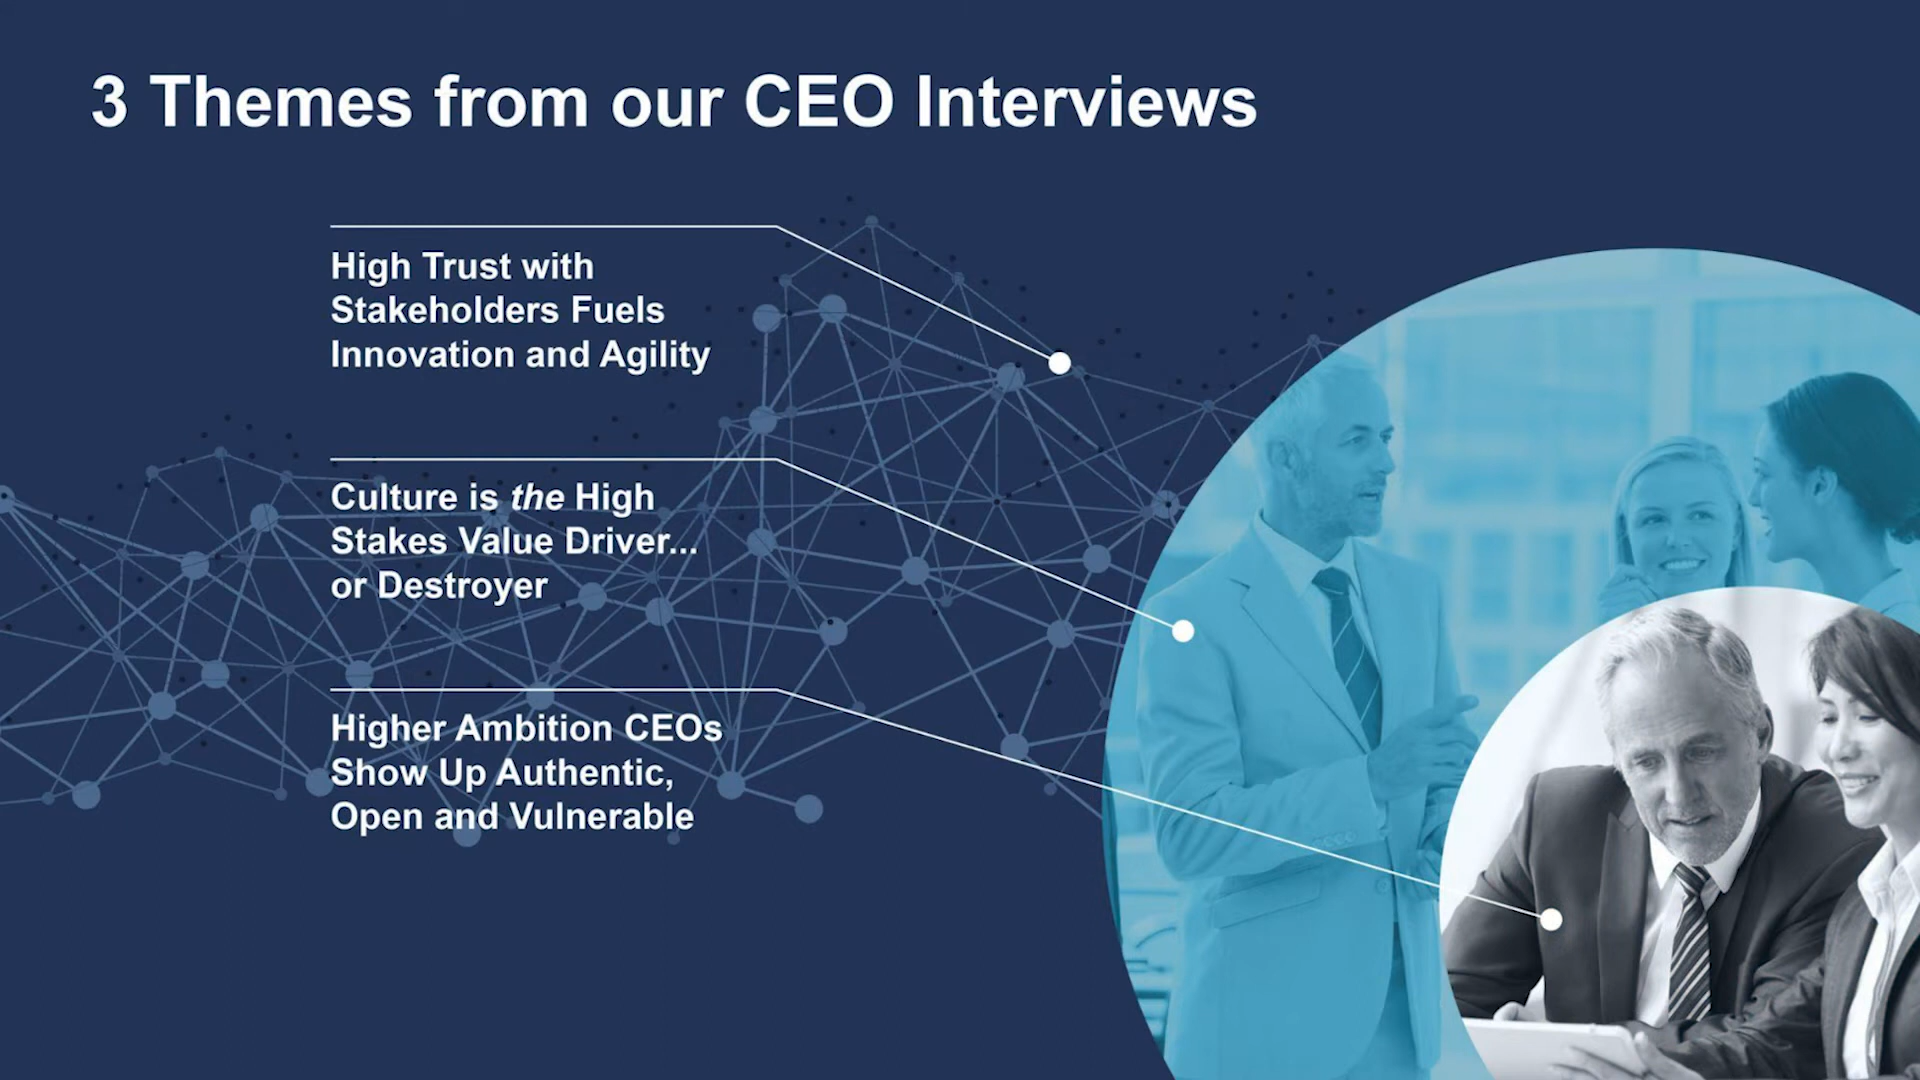 3 Themes from our CEO Interviews
High Trust with
Stakeholders Fuels
Innovation and Agility
Culture is the High
Stakes Value Driver...
or Destroyer
Higher Ambition CEOs
Show Up Authentic,
Open and Vulnerable